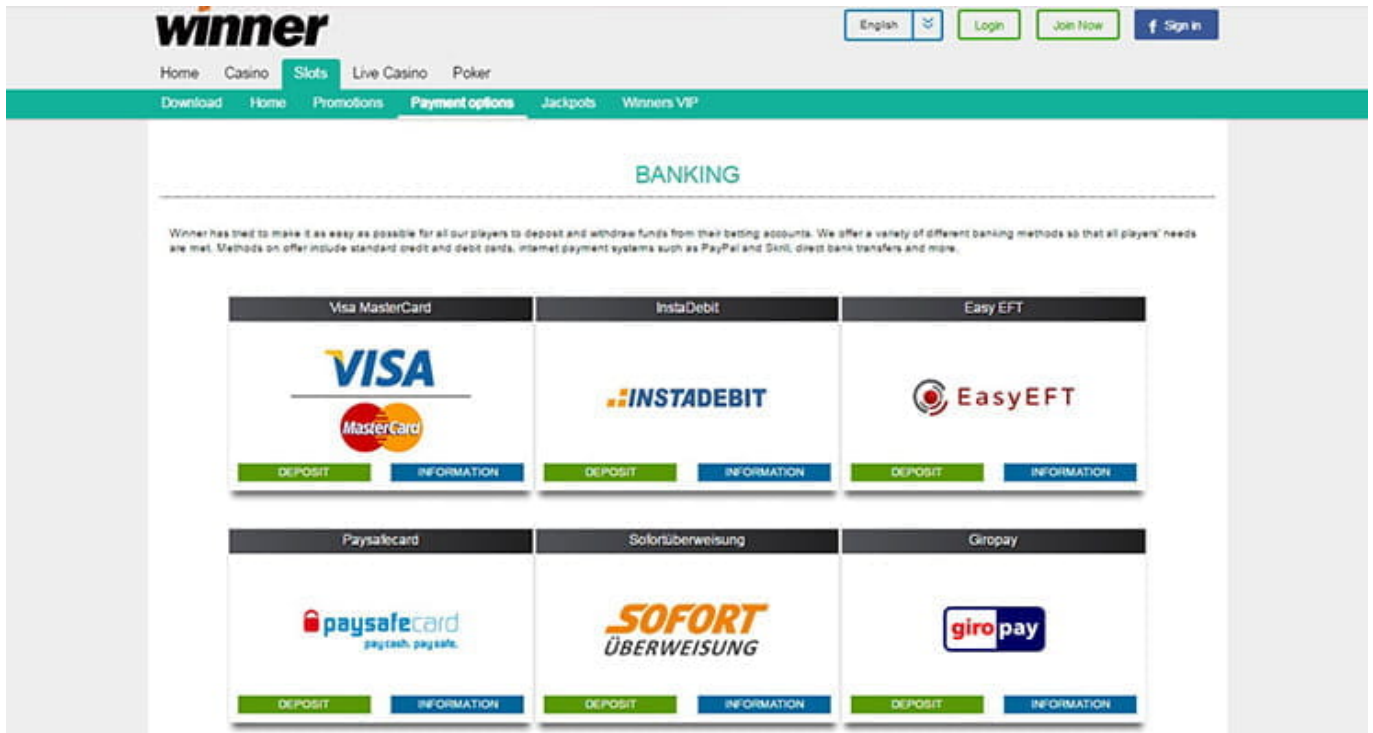 winner
English
Login
Join Now
f Sign in
Home Casino Slots Live Casino Poker
Download Home Promotions Payment options Jackpots Winners VIP
BANKING
Winner has tried to make it as easy as possible for all our players to deposit and withdraw funds from their betting accounts. We offer a variety of different banking methods so that all players' needs
are met. Methods on offer include standard credit and debit cards, internet payment systems such as PayPal and Skrill, direct bank transfers and more.
Visa MasterCard InstaDebit Easy EFT
VISA
MasterCard
INSTADEBIT
EasyEFT
DEPOSIT INFORMATION DEPOSIT INFORMATION DEPOSIT INFORMATION
Paysafecard Sofortüberweisung Giropay
paysafecard
pay cash. pay safe.
SOFORT
ÜBERWEISUNG
giropay
DEPOSIT INFORMATION DEPOSIT INFORMATION DEPOSIT INFORMATION